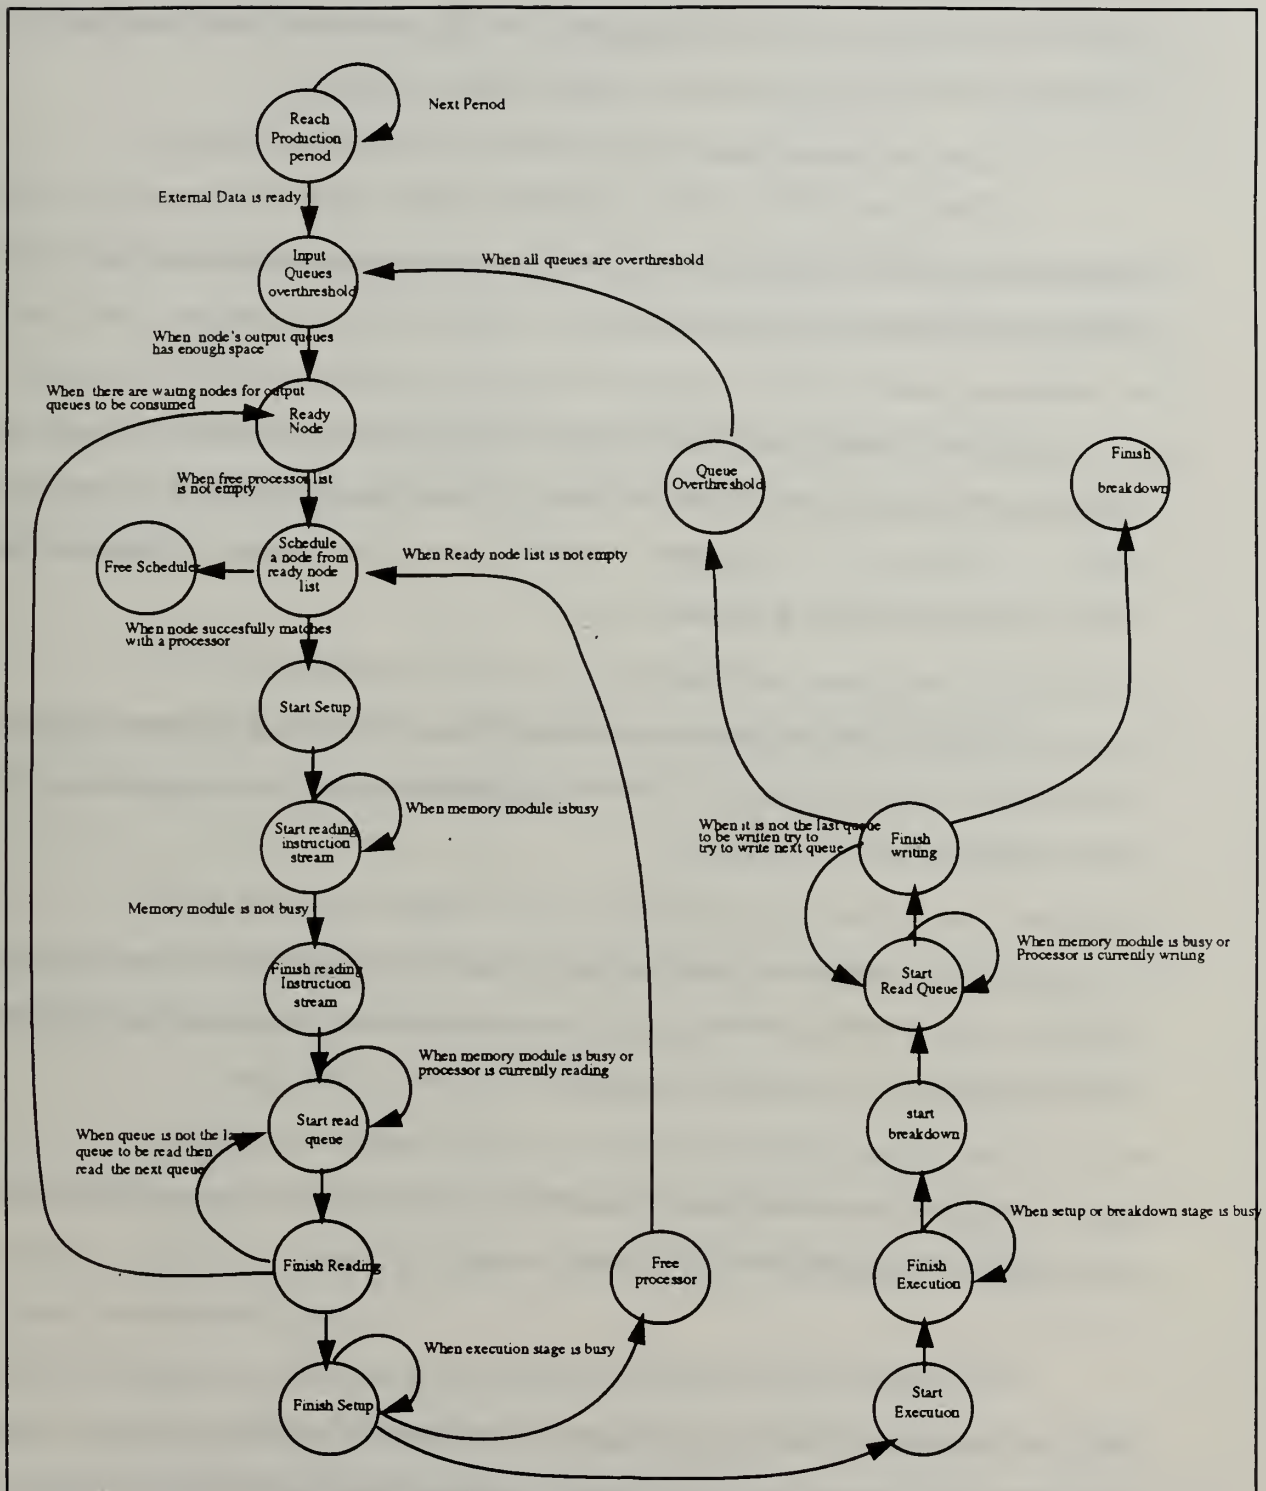 Next Period
Reach
Production
period
External Data is ready
Input
Queues
overthreshold
When all queues are overthreshold
When node's output queues
has enough space
When there are waiting nodes for output
queues to be consumed
Ready
Node
Queue
Overthreshold
Finish
breakdown
When free processor list
is not empty
Schedule
a node from
ready node
list
Free Scheduler
When Ready node list is not empty
When node succesfully matches
with a processor
Start Setup
When memory module isbusy
Start reading
instruction
stream
When it is not the last queue
to be written try to
try to write next queue
Finish
writing
Memory module is not busy
Finish reading
Instruction
stream
When memory module is busy or
Processor is currently writing
Start
Read Queue
When memory module is busy or
processor is currently reading
Start read
queue
start
breakdown
When queue is not the last
queue to be read then
read the next queue
When setup or breakdown stage is busy
Finish Reading
Free
processor
Finish
Execution
When execution stage is busy
Finish Setup
Start
Execution